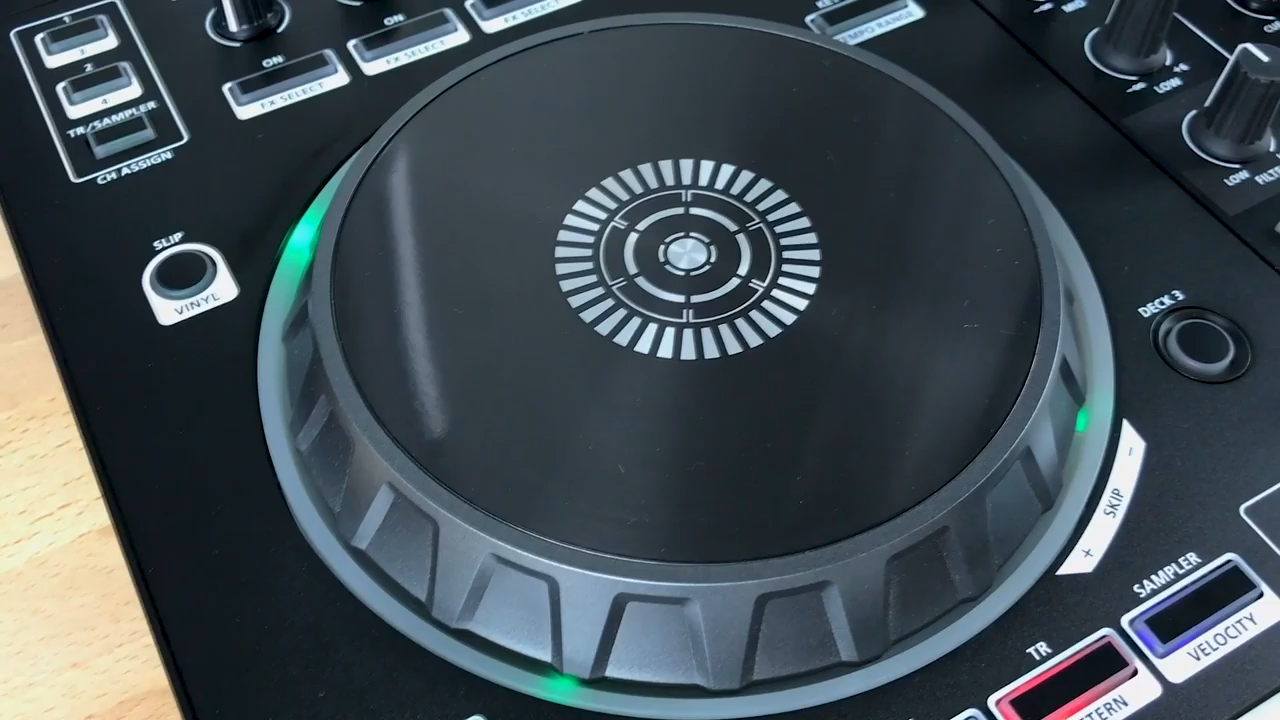 1
3
2
4
TR/SAMPLER
CH ASSIGN
ON
FX SELECT
ON
FX SELECT
FX SELECT
TEMPO RANGE
LOW
LOW
SLIP
VINYL
DECK 3
- SKIP +
SAMPLER
VELOCITY
TR